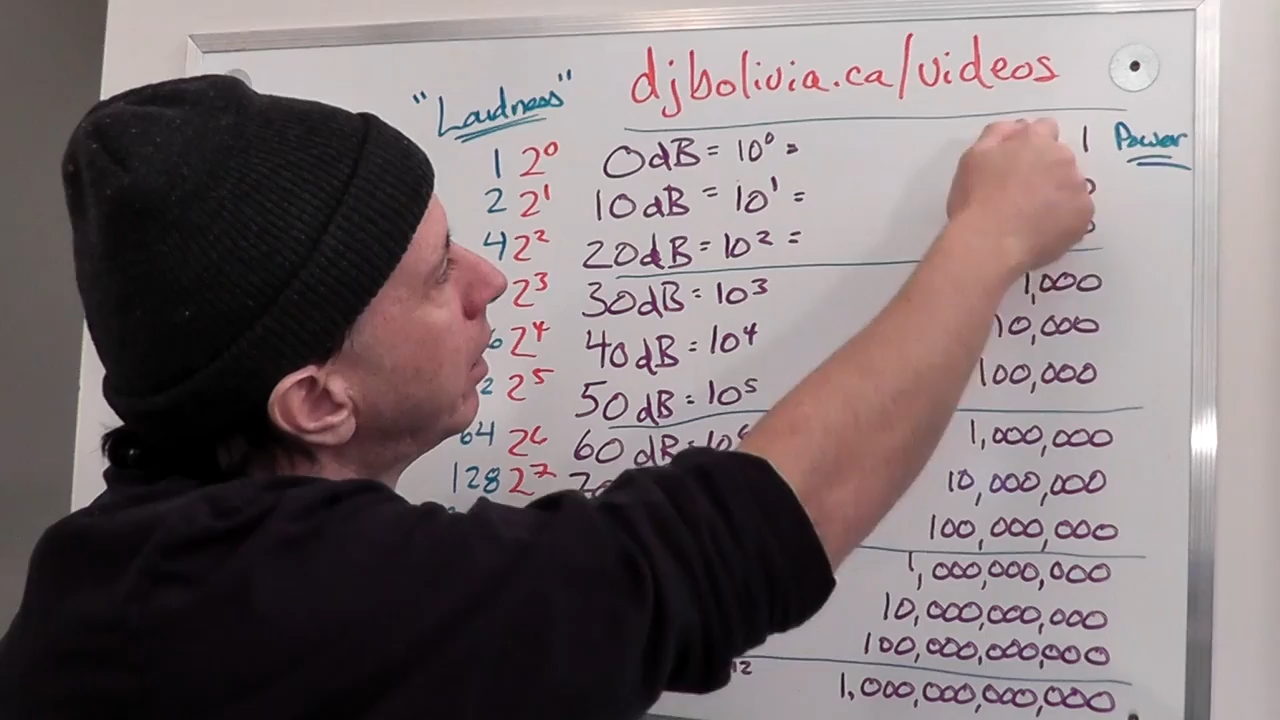 djbolivia.ca/videos
"Loudness"
1 2⁰ 0dB = 10⁰ = 1 Power
2 2¹ 10dB = 10¹ =
4 2² 20dB = 10² =
2³ 30dB = 10³ 1,000
2⁴ 40dB = 10⁴ 10,000
2 2⁵ 50dB = 10⁵ 100,000
64 2⁶ 60dB = 10⁶ 1,000,000
128 2⁷ 10,000,000
100,000,000
1,000,000,000
10,000,000,000
100,000,000,000
12 1,000,000,000,000